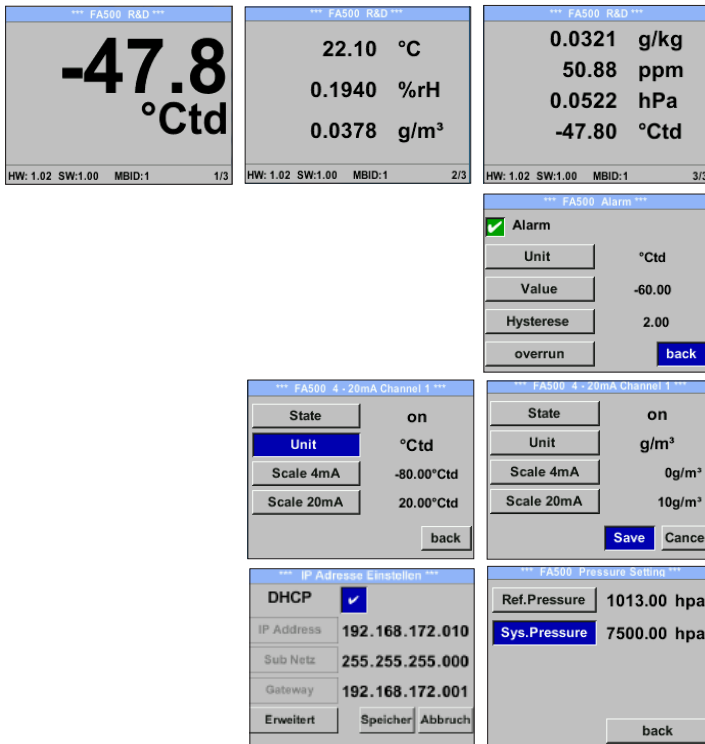 *** FA500 R&D ***
-47.8
°Ctd
HW: 1.02 SW:1.00 MBID:1 1/3
*** FA500 R&D ***
22.10 °C
0.1940 %rH
0.0378 g/m³
HW: 1.02 SW:1.00 MBID:1 2/3
*** FA500 R&D ***
0.0321 g/kg
50.88 ppm
0.0522 hPa
-47.80 °Ctd
HW: 1.02 SW:1.00 MBID:1 3/3
*** FA500 Alarm ***
Alarm
Unit °Ctd
Value -60.00
Hysterese 2.00
overrun back
*** FA500 4 - 20mA Channel 1 ***
State on
Unit °Ctd
Scale 4mA -80.00°Ctd
Scale 20mA 20.00°Ctd
back
*** FA500 4 - 20mA Channel 1 ***
State on
Unit g/m³
Scale 4mA 0g/m³
Scale 20mA 10g/m³
Save Cance
*** IP Adresse Einstellen ***
DHCP
IP Address 192.168.172.010
Sub Netz 255.255.255.000
Gateway 192.168.172.001
Erweitert Speicher Abbruch
*** FA500 Pressure Setting ***
Ref.Pressure 1013.00 hpa
Sys.Pressure 7500.00 hpa
back